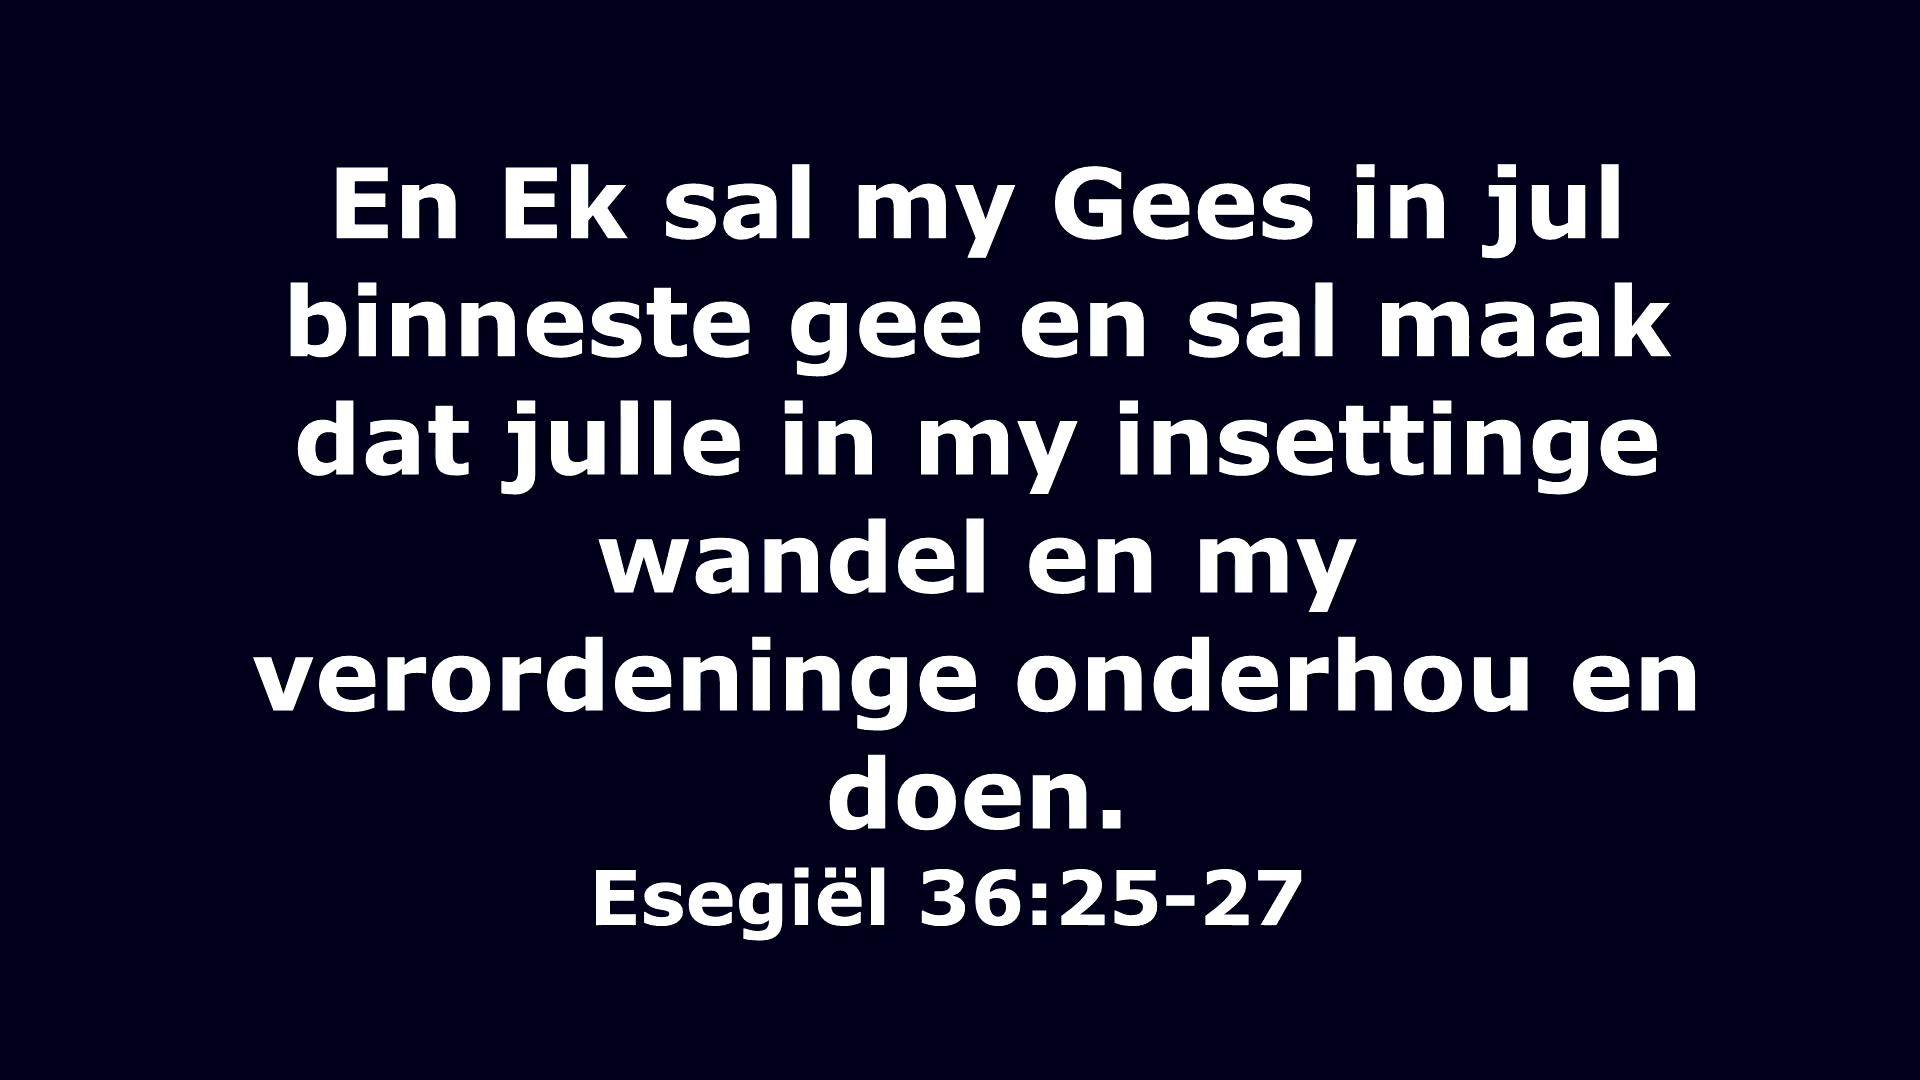 En Ek sal my Gees in jul
binneste gee en sal maak
dat julle in my insettinge
wandel en my
verordeninge onderhou en
doen.
Esegiël 36:25-27